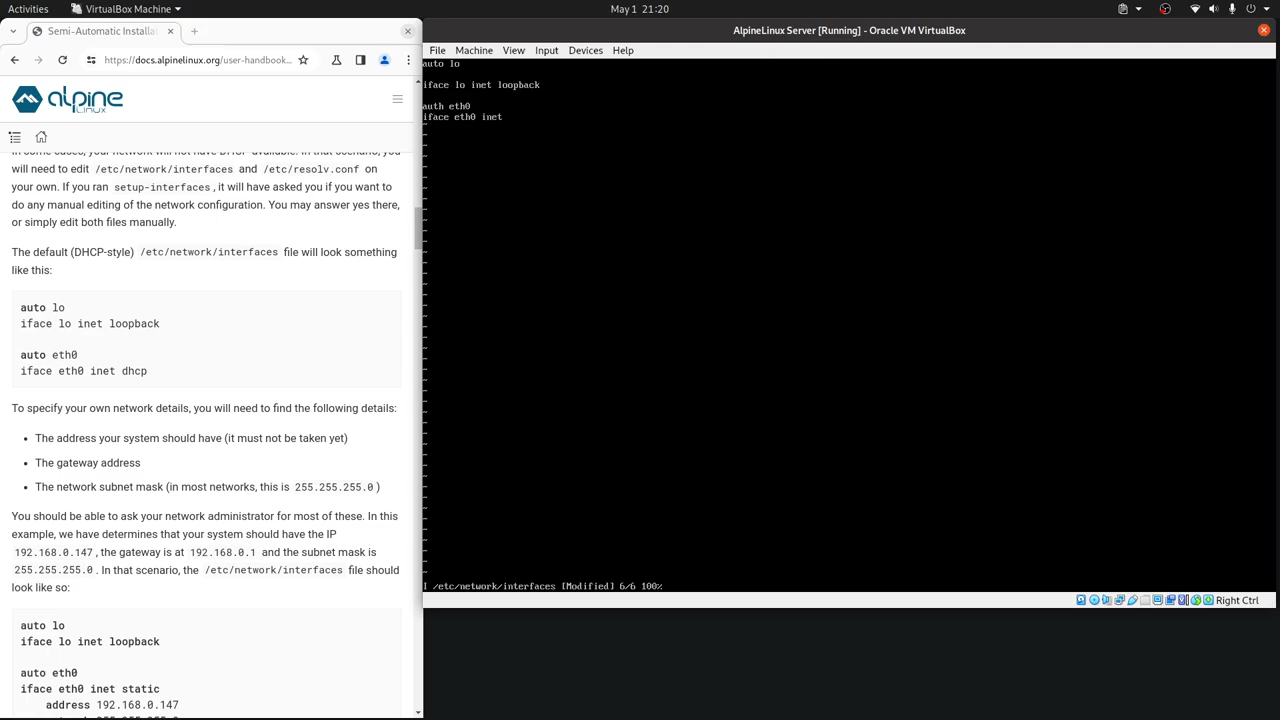 Activities
VirtualBox Machine
May 1 21:20
Semi-Automatic Installa
AlpineLinux Server [Running] - Oracle VM VirtualBox
https://docs.alpinelinux.org/user-handbook...
File Machine View Input Devices Help
alpine
LINUX
will need to edit /etc/network/interfaces and /etc/resolv.conf on
your own. If you ran setup-interfaces, it will have asked you if you want to
do any manual editing of the network configuration. You may answer yes there,
or simply edit both files manually.
The default (DHCP-style) /etc/network/interfaces file will look something
like this:
auto lo
iface lo inet loopback
auto eth0
iface eth0 inet dhcp
To specify your own network details, you will need to find the following details:
• The address your system should have (it must not be taken yet)
• The gateway address
• The network subnet mask (in most networks, this is 255.255.255.0)
You should be able to ask your network administrator for most of these. In this
example, we have determines that your system should have the IP
192.168.0.147, the gateway is at 192.168.0.1 and the subnet mask is
255.255.255.0. In that scenario, the /etc/network/interfaces file should
look like so:
auto lo
iface lo inet loopback
auto eth0
iface eth0 inet static
address 192.168.0.147
auto lo
iface lo inet loopback
auth eth0
iface eth0 inet
I /etc/network/interfaces [Modified] 6/6 100%
Right Ctrl